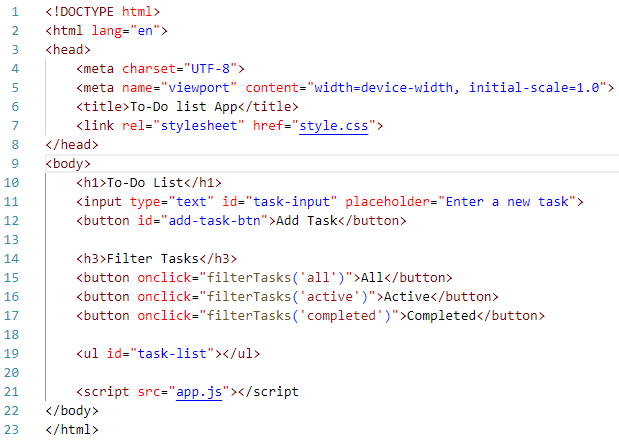 1 <!DOCTYPE html>
2 <html lang="en">
3 <head>
4     <meta charset="UTF-8">
5     <meta name="viewport" content="width=device-width, initial-scale=1.0">
6     <title>To-Do list App</title>
7     <link rel="stylesheet" href="style.css">
8 </head>
9 <body>
10     <h1>To-Do List</h1>
11     <input type="text" id="task-input" placeholder="Enter a new task">
12     <button id="add-task-btn">Add Task</button>
13
14     <h3>Filter Tasks</h3>
15     <button onclick="filterTasks('all')">All</button>
16     <button onclick="filterTasks('active')">Active</button>
17     <button onclick="filterTasks('completed')">Completed</button>
18
19     <ul id="task-list"></ul>
20
21     <script src="app.js"></script
22 </body>
23 </html>